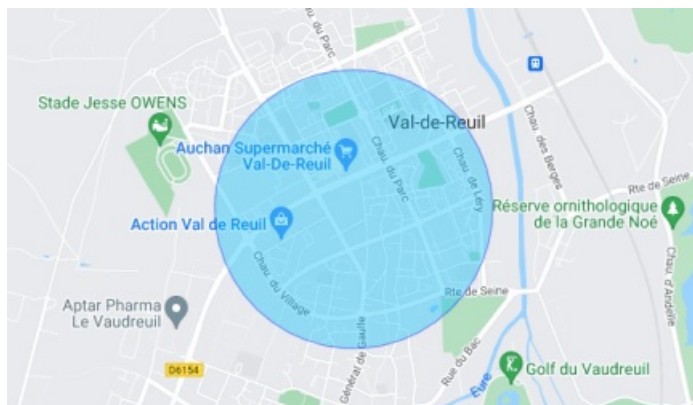 Stade Jesse OWENS
Chau. du Parc
Val-de-Reuil
Auchan Supermarché
Val-De-Reuil
Chau. du Parc
Chau. de Léry
Chau. des Berges
Rte de Seine
Réserve ornithologique
de la Grande Noé
Action Val de Reuil
Chau. du Village
Chau. d'Andelle
Rte de Seine
Aptar Pharma
Le Vaudreuil
D6154
Général de Gaulle
Rue du Bac
Eure
Golf du Vaudreuil